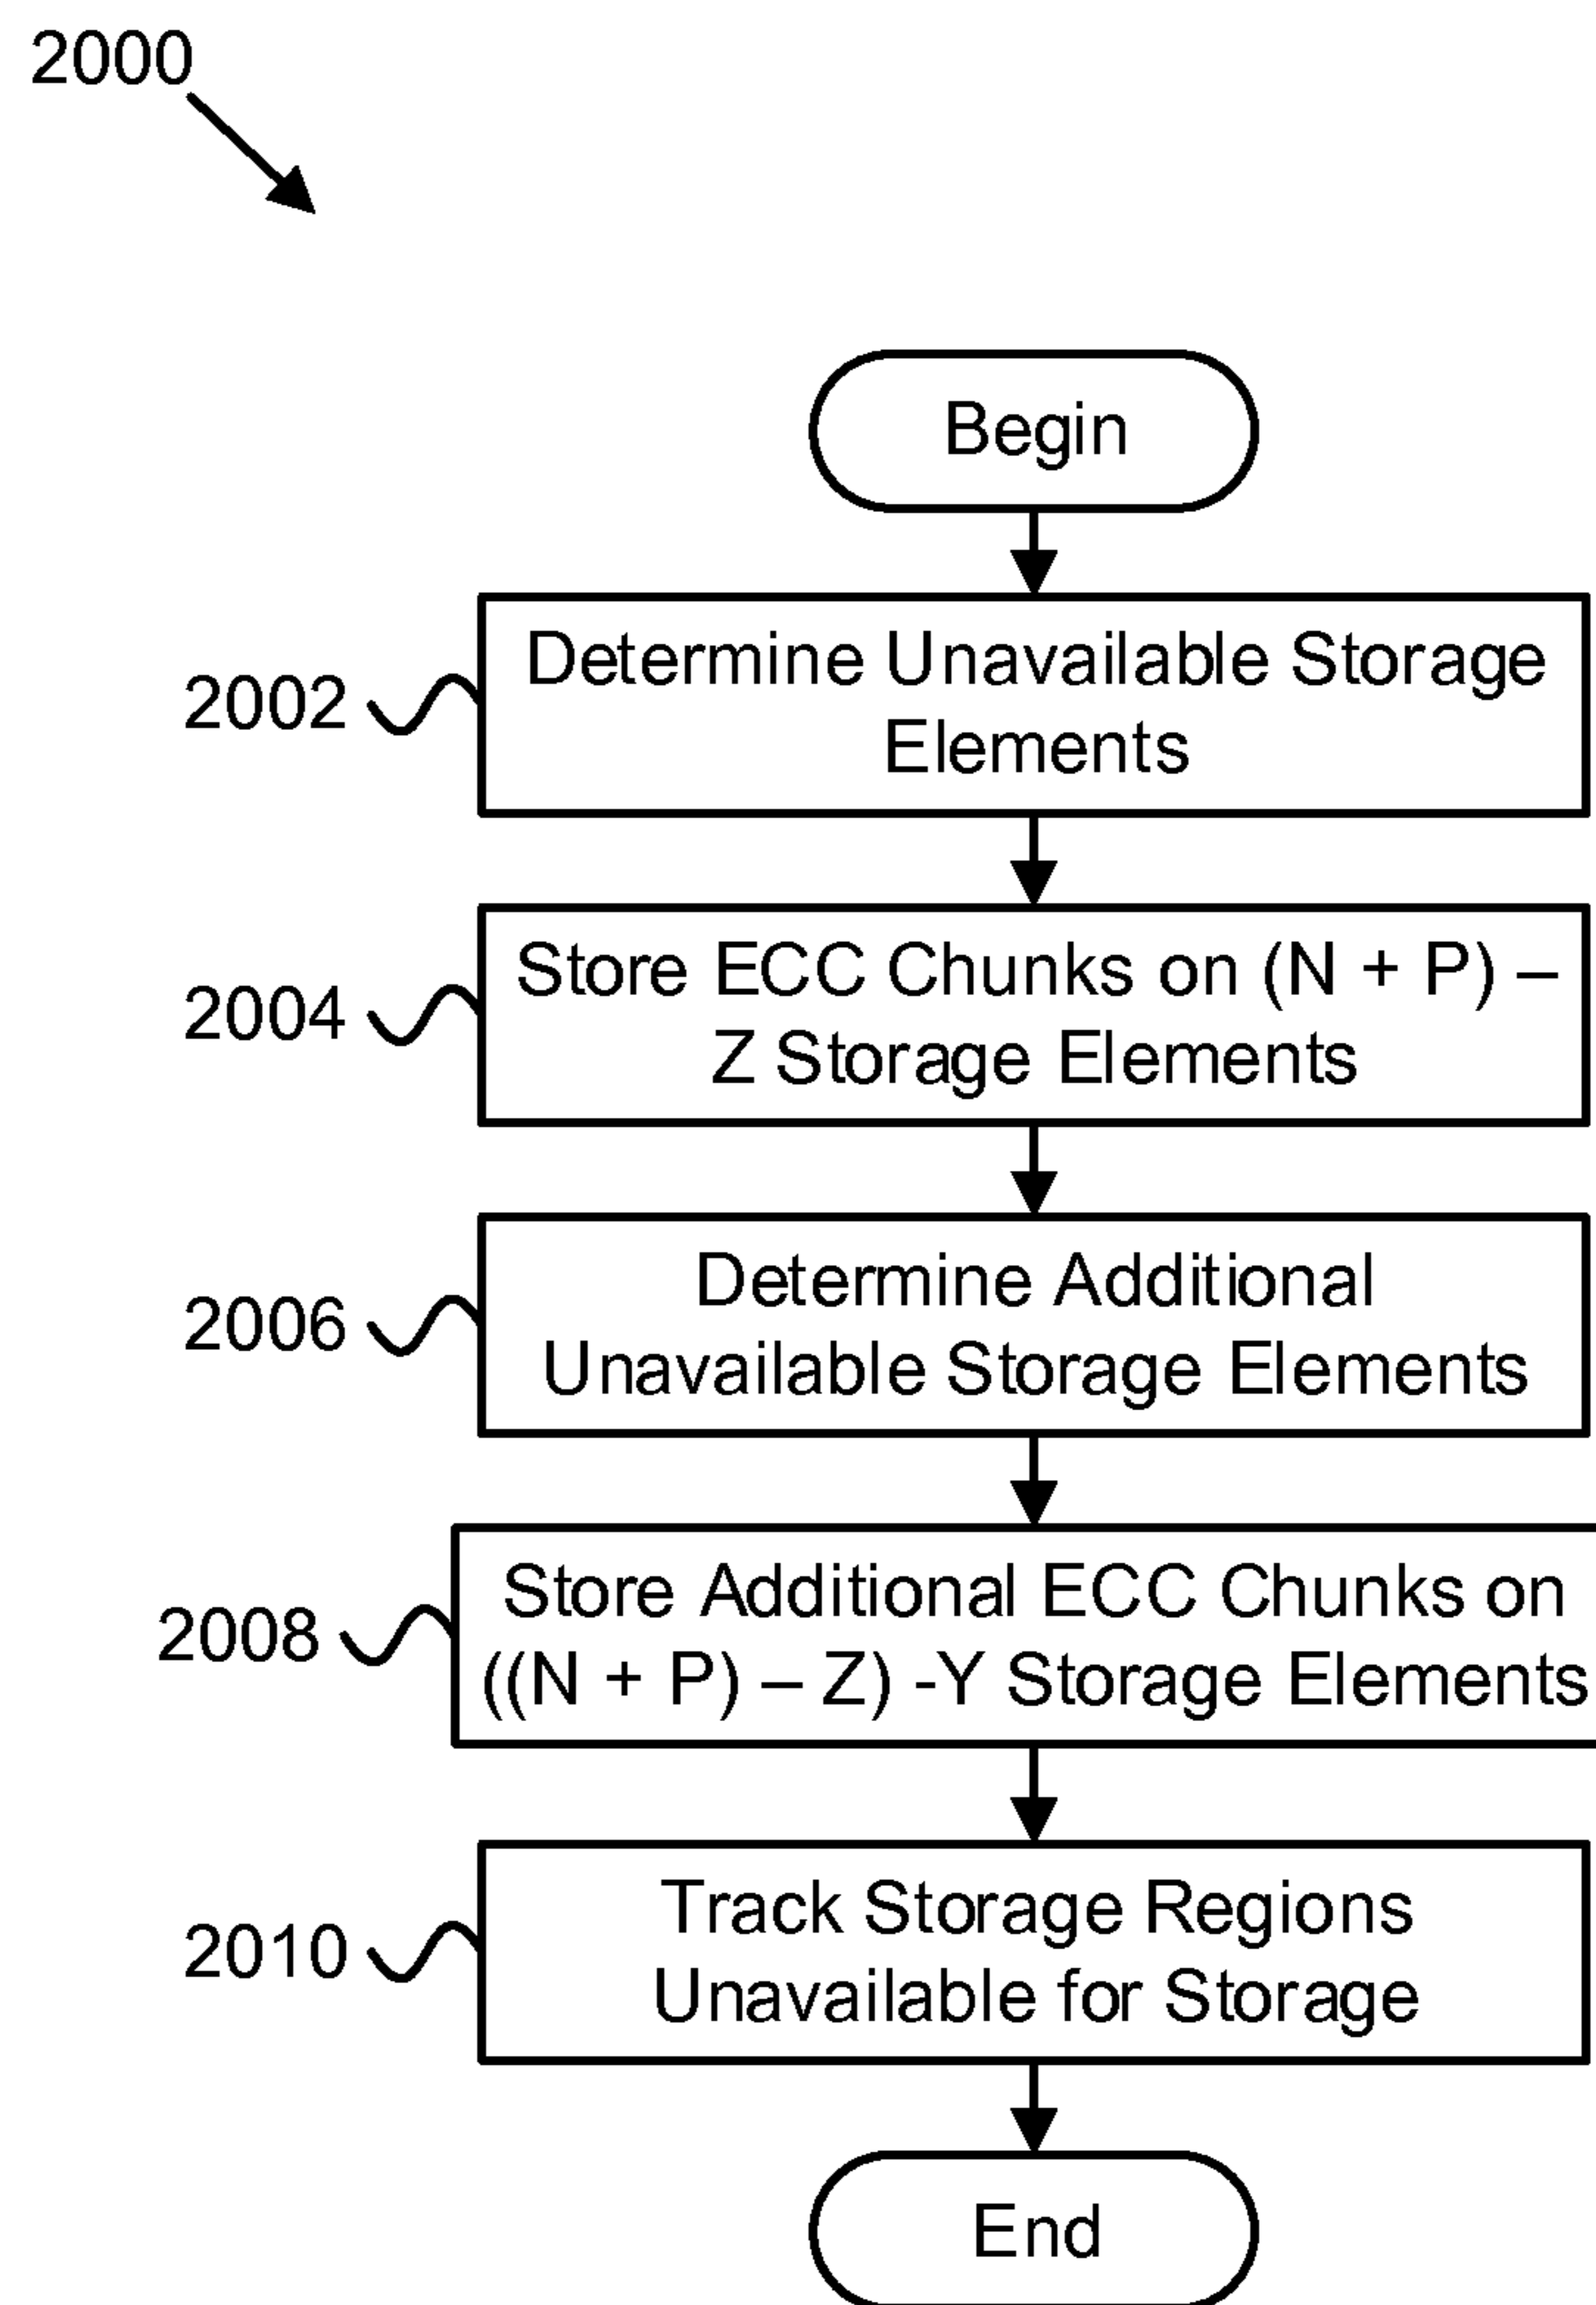 2000
Begin
2002
Determine Unavailable Storage
Elements
2004
Store ECC Chunks on (N + P) –
Z Storage Elements
2006
Determine Additional
Unavailable Storage Elements
2008
Store Additional ECC Chunks on
((N + P) – Z) -Y Storage Elements
2010
Track Storage Regions
Unavailable for Storage
End